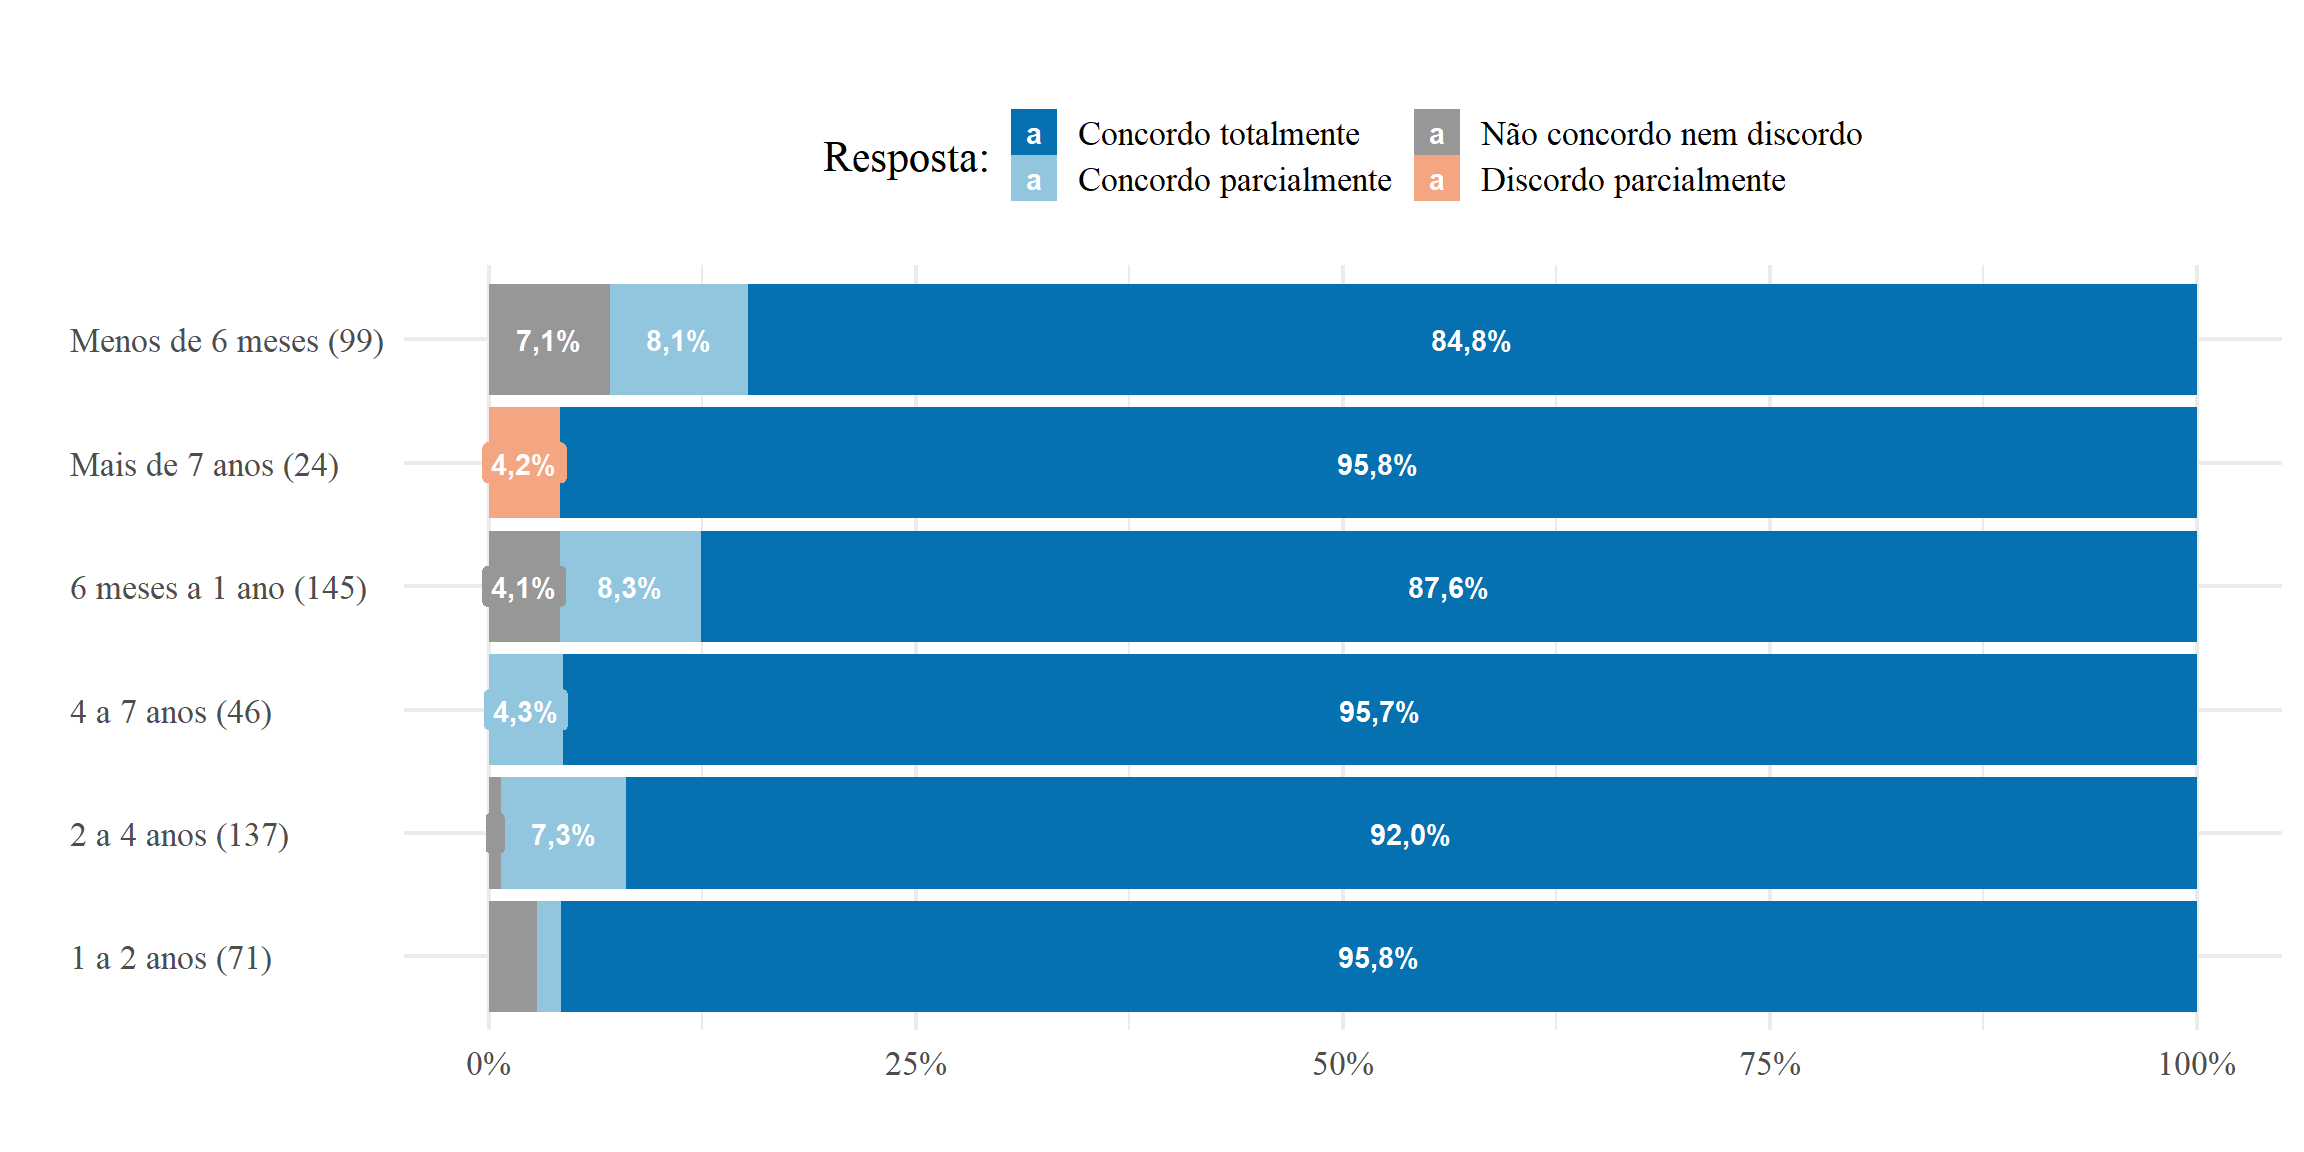 Resposta:
a Concordo totalmente
a Não concordo nem discordo
a Concordo parcialmente
a Discordo parcialmente
Menos de 6 meses (99) 7,1% 8,1% 84,8%
Mais de 7 anos (24) 4,2% 95,8%
6 meses a 1 ano (145) 4,1% 8,3% 87,6%
4 a 7 anos (46) 4,3% 95,7%
2 a 4 anos (137) 7,3% 92,0%
1 a 2 anos (71) 95,8%
0% 25% 50% 75% 100%